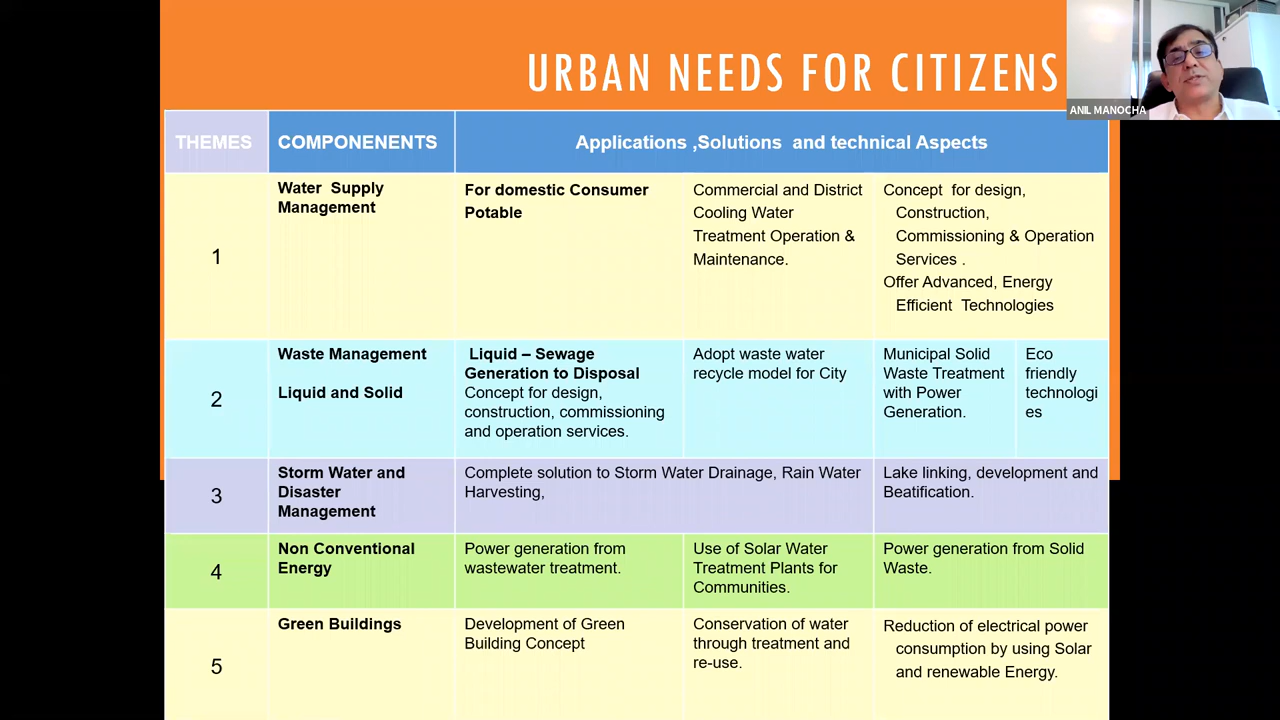 URBAN NEEDS FOR CITIZENS
ANIL MANOCHA
THEMES
COMPONENENTS
Applications ,Solutions and technical Aspects
1
Water Supply
Management
For domestic Consumer
Potable
Commercial and District
Cooling Water
Treatment Operation &
Maintenance.
Concept for design,
Construction,
Commissioning & Operation
Services .
Offer Advanced, Energy
Efficient Technologies
2
Waste Management
Liquid and Solid
Liquid – Sewage
Generation to Disposal
Concept for design,
construction, commissioning
and operation services.
Adopt waste water
recycle model for City
Municipal Solid
Waste Treatment
with Power
Generation.
Eco
friendly
technologi
es
3
Storm Water and
Disaster
Management
Complete solution to Storm Water Drainage, Rain Water
Harvesting,
Lake linking, development and
Beatification.
4
Non Conventional
Energy
Power generation from
wastewater treatment.
Use of Solar Water
Treatment Plants for
Communities.
Power generation from Solid
Waste.
5
Green Buildings
Development of Green
Building Concept
Conservation of water
through treatment and
re-use.
Reduction of electrical power
consumption by using Solar
and renewable Energy.